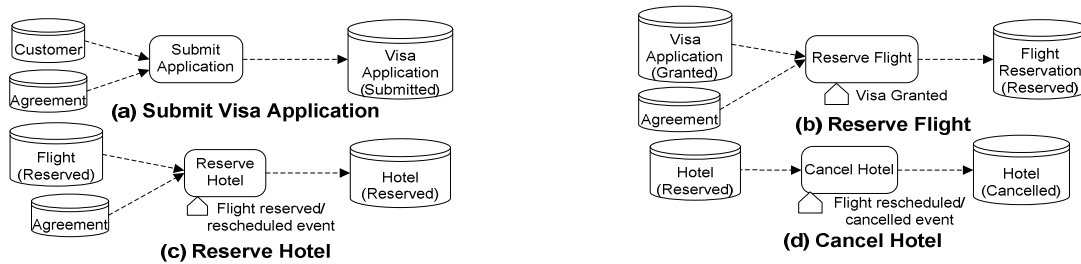 Customer
Agreement
Submit
Application
Visa
Application
(Submitted)
(a) Submit Visa Application
Visa
Application
(Granted)
Agreement
Reserve Flight
Visa Granted
Flight
Reservation
(Reserved)
(b) Reserve Flight
Flight
(Reserved)
Agreement
Reserve
Hotel
Flight reserved/
rescheduled event
Hotel
(Reserved)
(c) Reserve Hotel
Hotel
(Reserved)
Cancel Hotel
Flight rescheduled/
cancelled event
Hotel
(Cancelled)
(d) Cancel Hotel